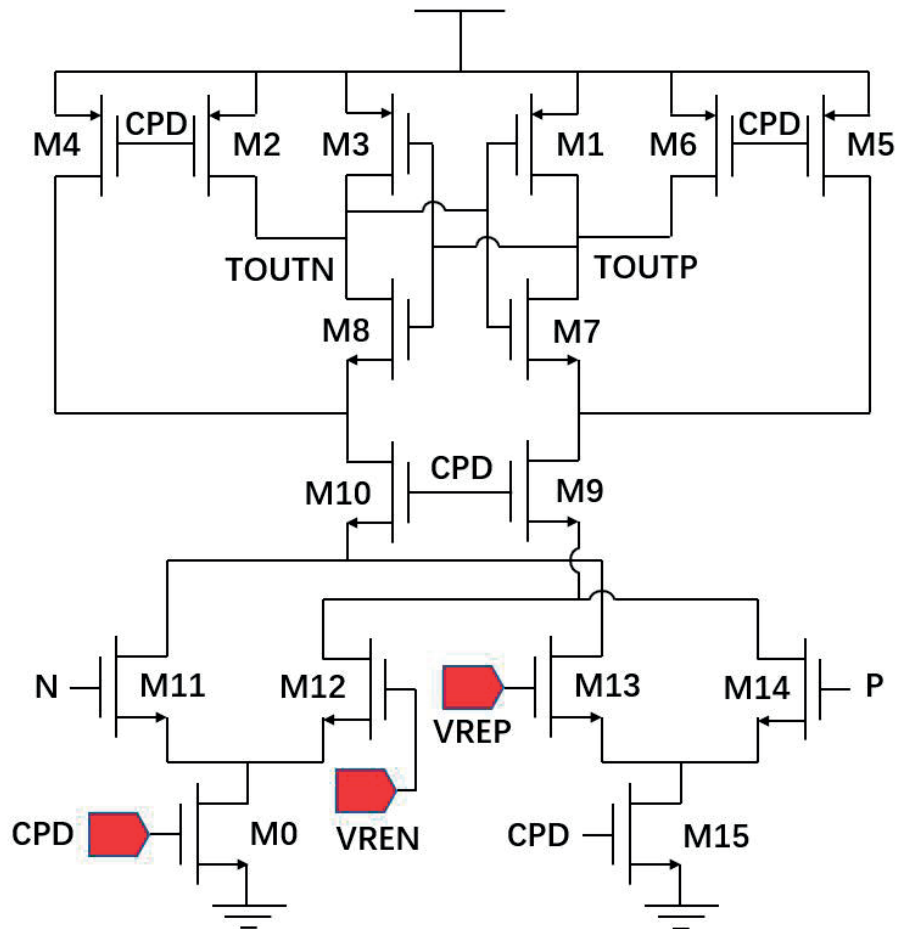 M4 CPD M2 M3 M1 M6 CPD M5
TOUTN TOUTP
M8 M7
M10 CPD M9
N M11 M12 M13 M14 P
VREP
CPD M0 VREN CPD M15